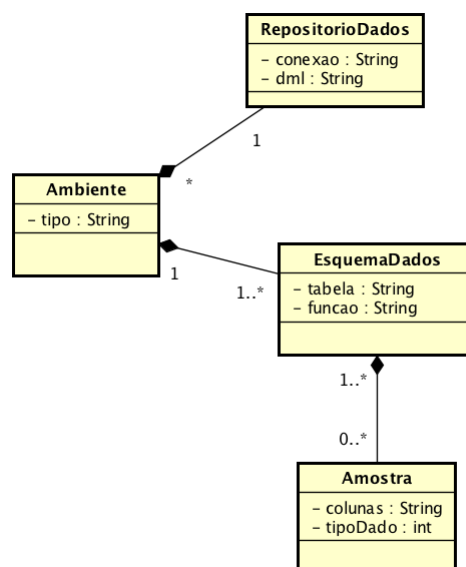 RepositorioDados
- conexao : String
- dml : String
1
*
Ambiente
- tipo : String
1
1..*
EsquemaDados
- tabela : String
- funcao : String
1..*
0..*
Amostra
- colunas : String
- tipoDado : int